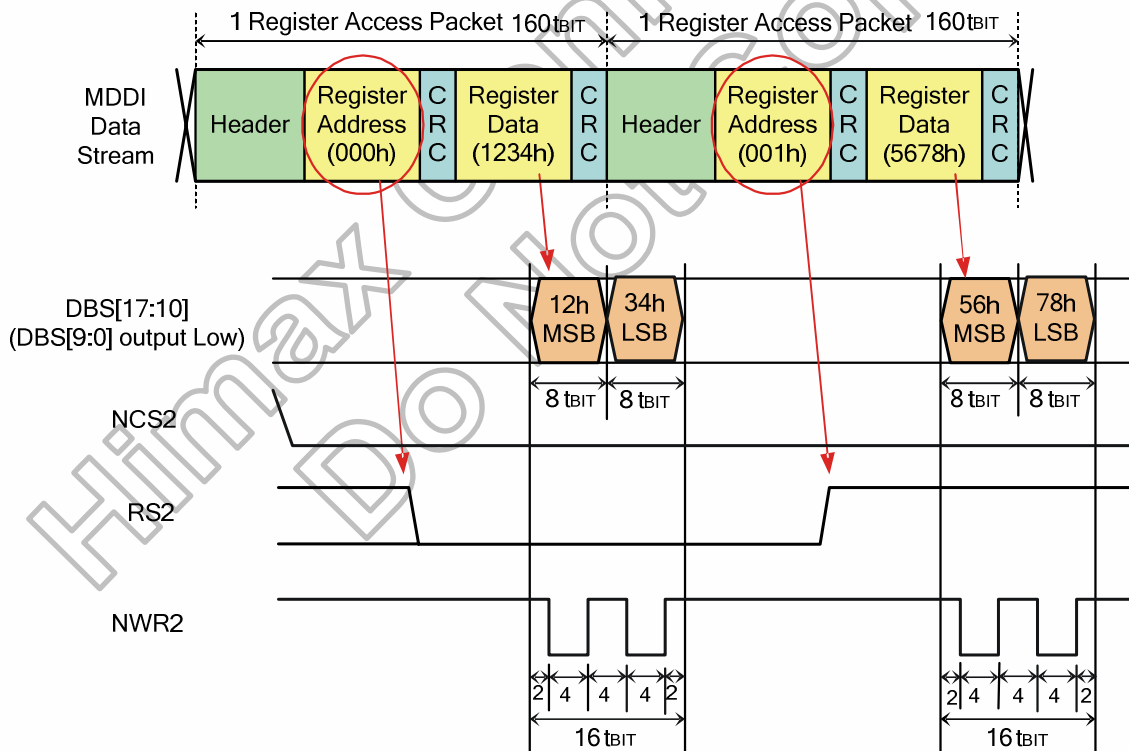 1 Register Access Packet 160tBIT
1 Register Access Packet 160tBIT
MDDI
Data
Stream
Header
Register
Address
(000h)
C
R
C
Register
Data
(1234h)
C
R
C
Header
Register
Address
(001h)
C
R
C
Register
Data
(5678h)
C
R
C
DBS[17:10]
(DBS[9:0] output Low)
12h
MSB
34h
LSB
56h
MSB
78h
LSB
8 tBIT
8 tBIT
8 tBIT
8 tBIT
NCS2
RS2
NWR2
2 4 4 4 2
2 4 4 4 2
16 tBIT
16 tBIT
Himax
Do Not